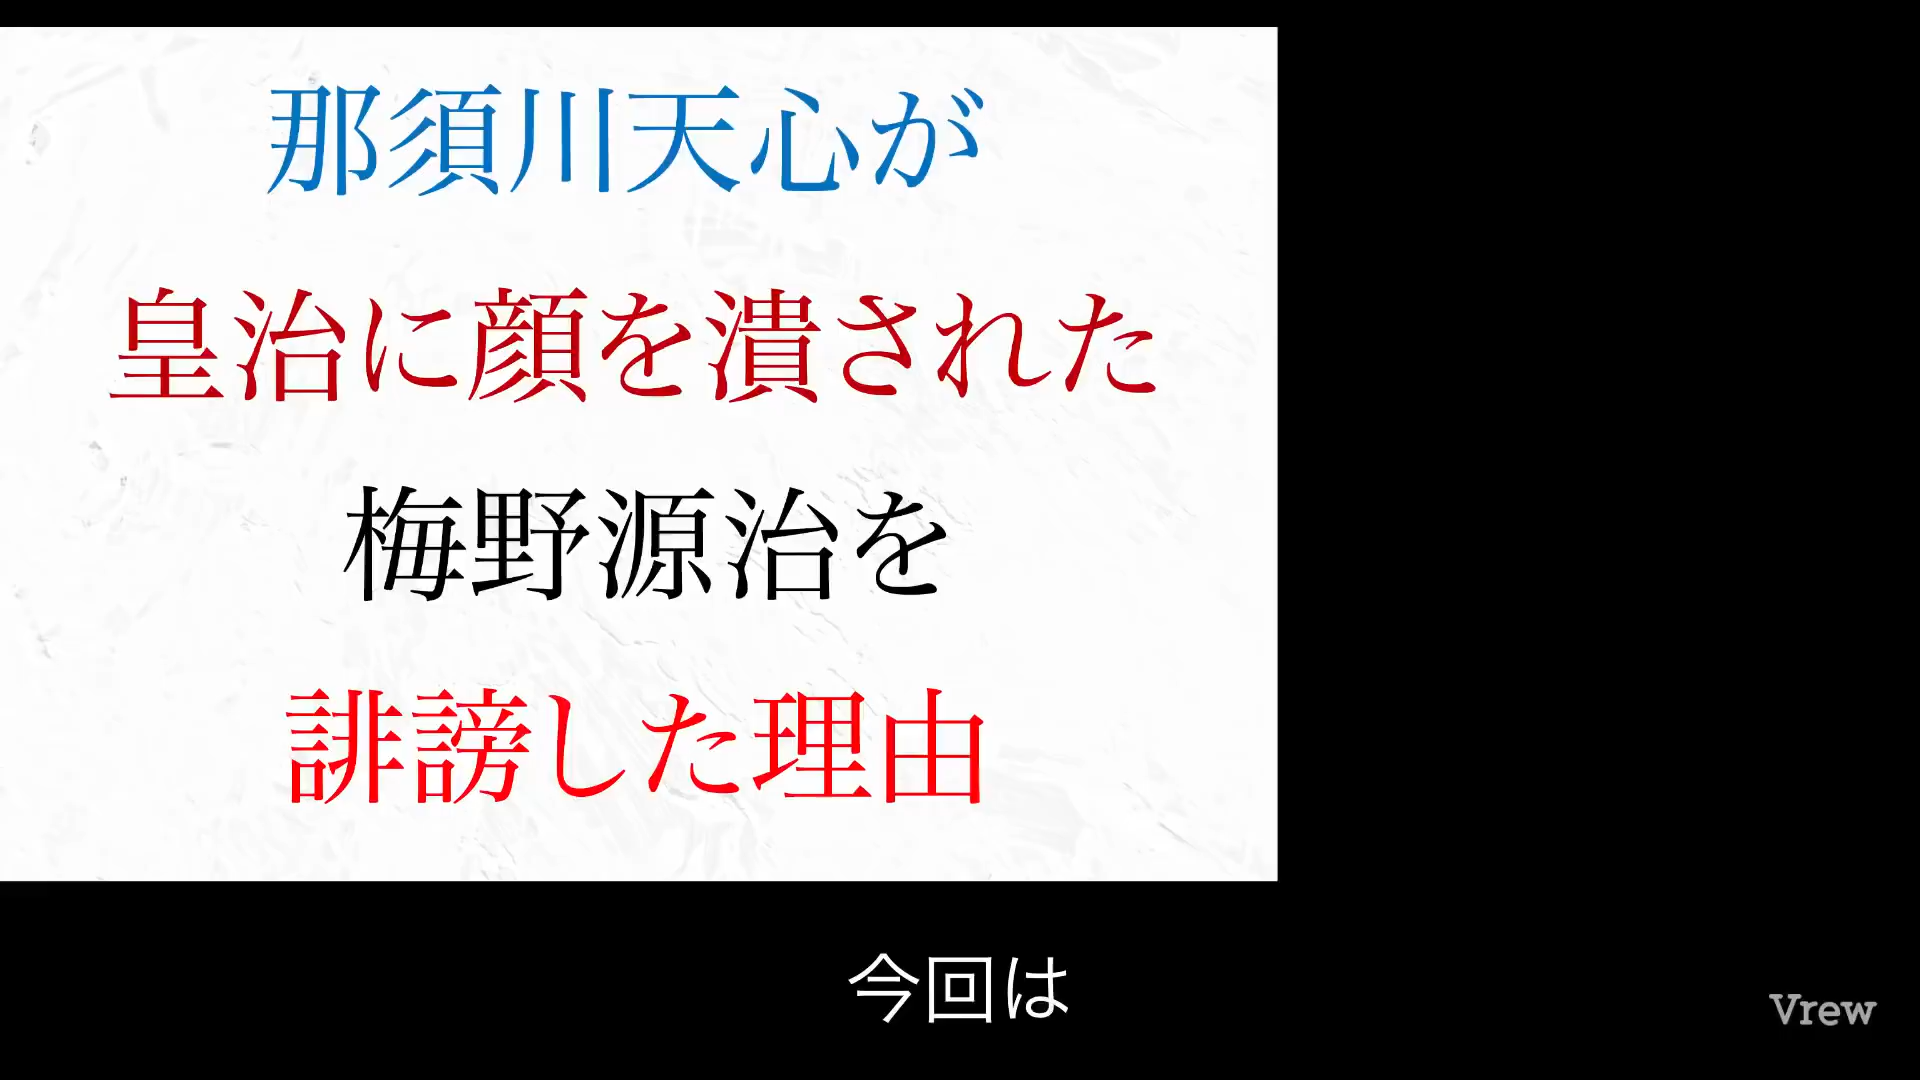 那須川天心が
皇治に顔を潰された
梅野源治を
誹謗した理由
今回は
Vrew